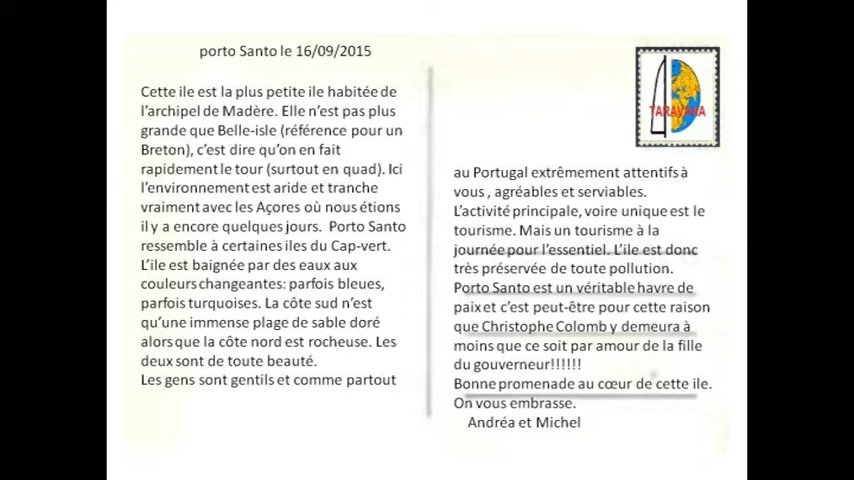 porto Santo le 16/09/2015
Cette ile est la plus petite ile habitée de
l'archipel de Madère. Elle n'est pas plus
grande que Belle-isle (référence pour un
Breton), c'est dire qu'on en fait
rapidement le tour (surtout en quad). Ici
l'environnement est aride et tranche
vraiment avec les Açores où nous étions
il y a encore quelques jours. Porto Santo
ressemble à certaines iles du Cap-vert.
L'ile est baignée par des eaux aux
couleurs changeantes: parfois bleues,
parfois turquoises. La côte sud n'est
qu'une immense plage de sable doré
alors que la côte nord est rocheuse. Les
deux sont de toute beauté.
Les gens sont gentils et comme partout
TARAVANA
au Portugal extrêmement attentifs à
vous , agréables et serviables.
L'activité principale, voire unique est le
tourisme. Mais un tourisme à la
journée pour l'essentiel. L'ile est donc
très préservée de toute pollution.
Porto Santo est un véritable havre de
paix et c'est peut-être pour cette raison
que Christophe Colomb y demeura à
moins que ce soit par amour de la fille
du gouverneur!!!!!!
Bonne promenade au cœur de cette ile.
On vous embrasse.
Andréa et Michel